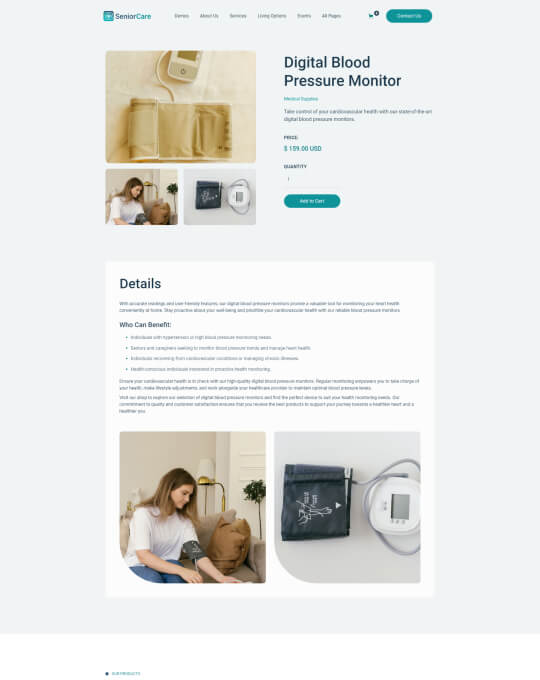 SeniorCare
Demos
About Us
Services
Living Options
Events
All Pages
0
Contact Us
Digital Blood
Pressure Monitor
Medical Supplies
Take control of your cardiovascular health with our state-of-the-art
digital blood pressure monitors.
PRICE:
$ 159.00 USD
QUANTITY
1
Add to Cart
Details
With accurate readings and user-friendly features, our digital blood pressure monitors provide a valuable tool for monitoring your heart health
conveniently at home. Stay proactive about your well-being and prioritize your cardiovascular health with our reliable blood pressure monitors.
Who Can Benefit:
Individuals with hypertension or high blood pressure monitoring needs.
Seniors and caregivers seeking to monitor blood pressure trends and manage heart health.
Individuals recovering from cardiovascular conditions or managing chronic illnesses.
Health-conscious individuals interested in proactive health monitoring.
Ensure your cardiovascular health is in check with our high-quality digital blood pressure monitors. Regular monitoring empowers you to take charge of
your health, make lifestyle adjustments, and work alongside your healthcare provider to maintain optimal blood pressure levels.
Visit our shop to explore our selection of digital blood pressure monitors and find the perfect device to suit your health monitoring needs. Our
commitment to quality and customer satisfaction ensures that you receive the best products to support your journey towards a healthier heart and a
healthier you.
OUR PRODUCTS